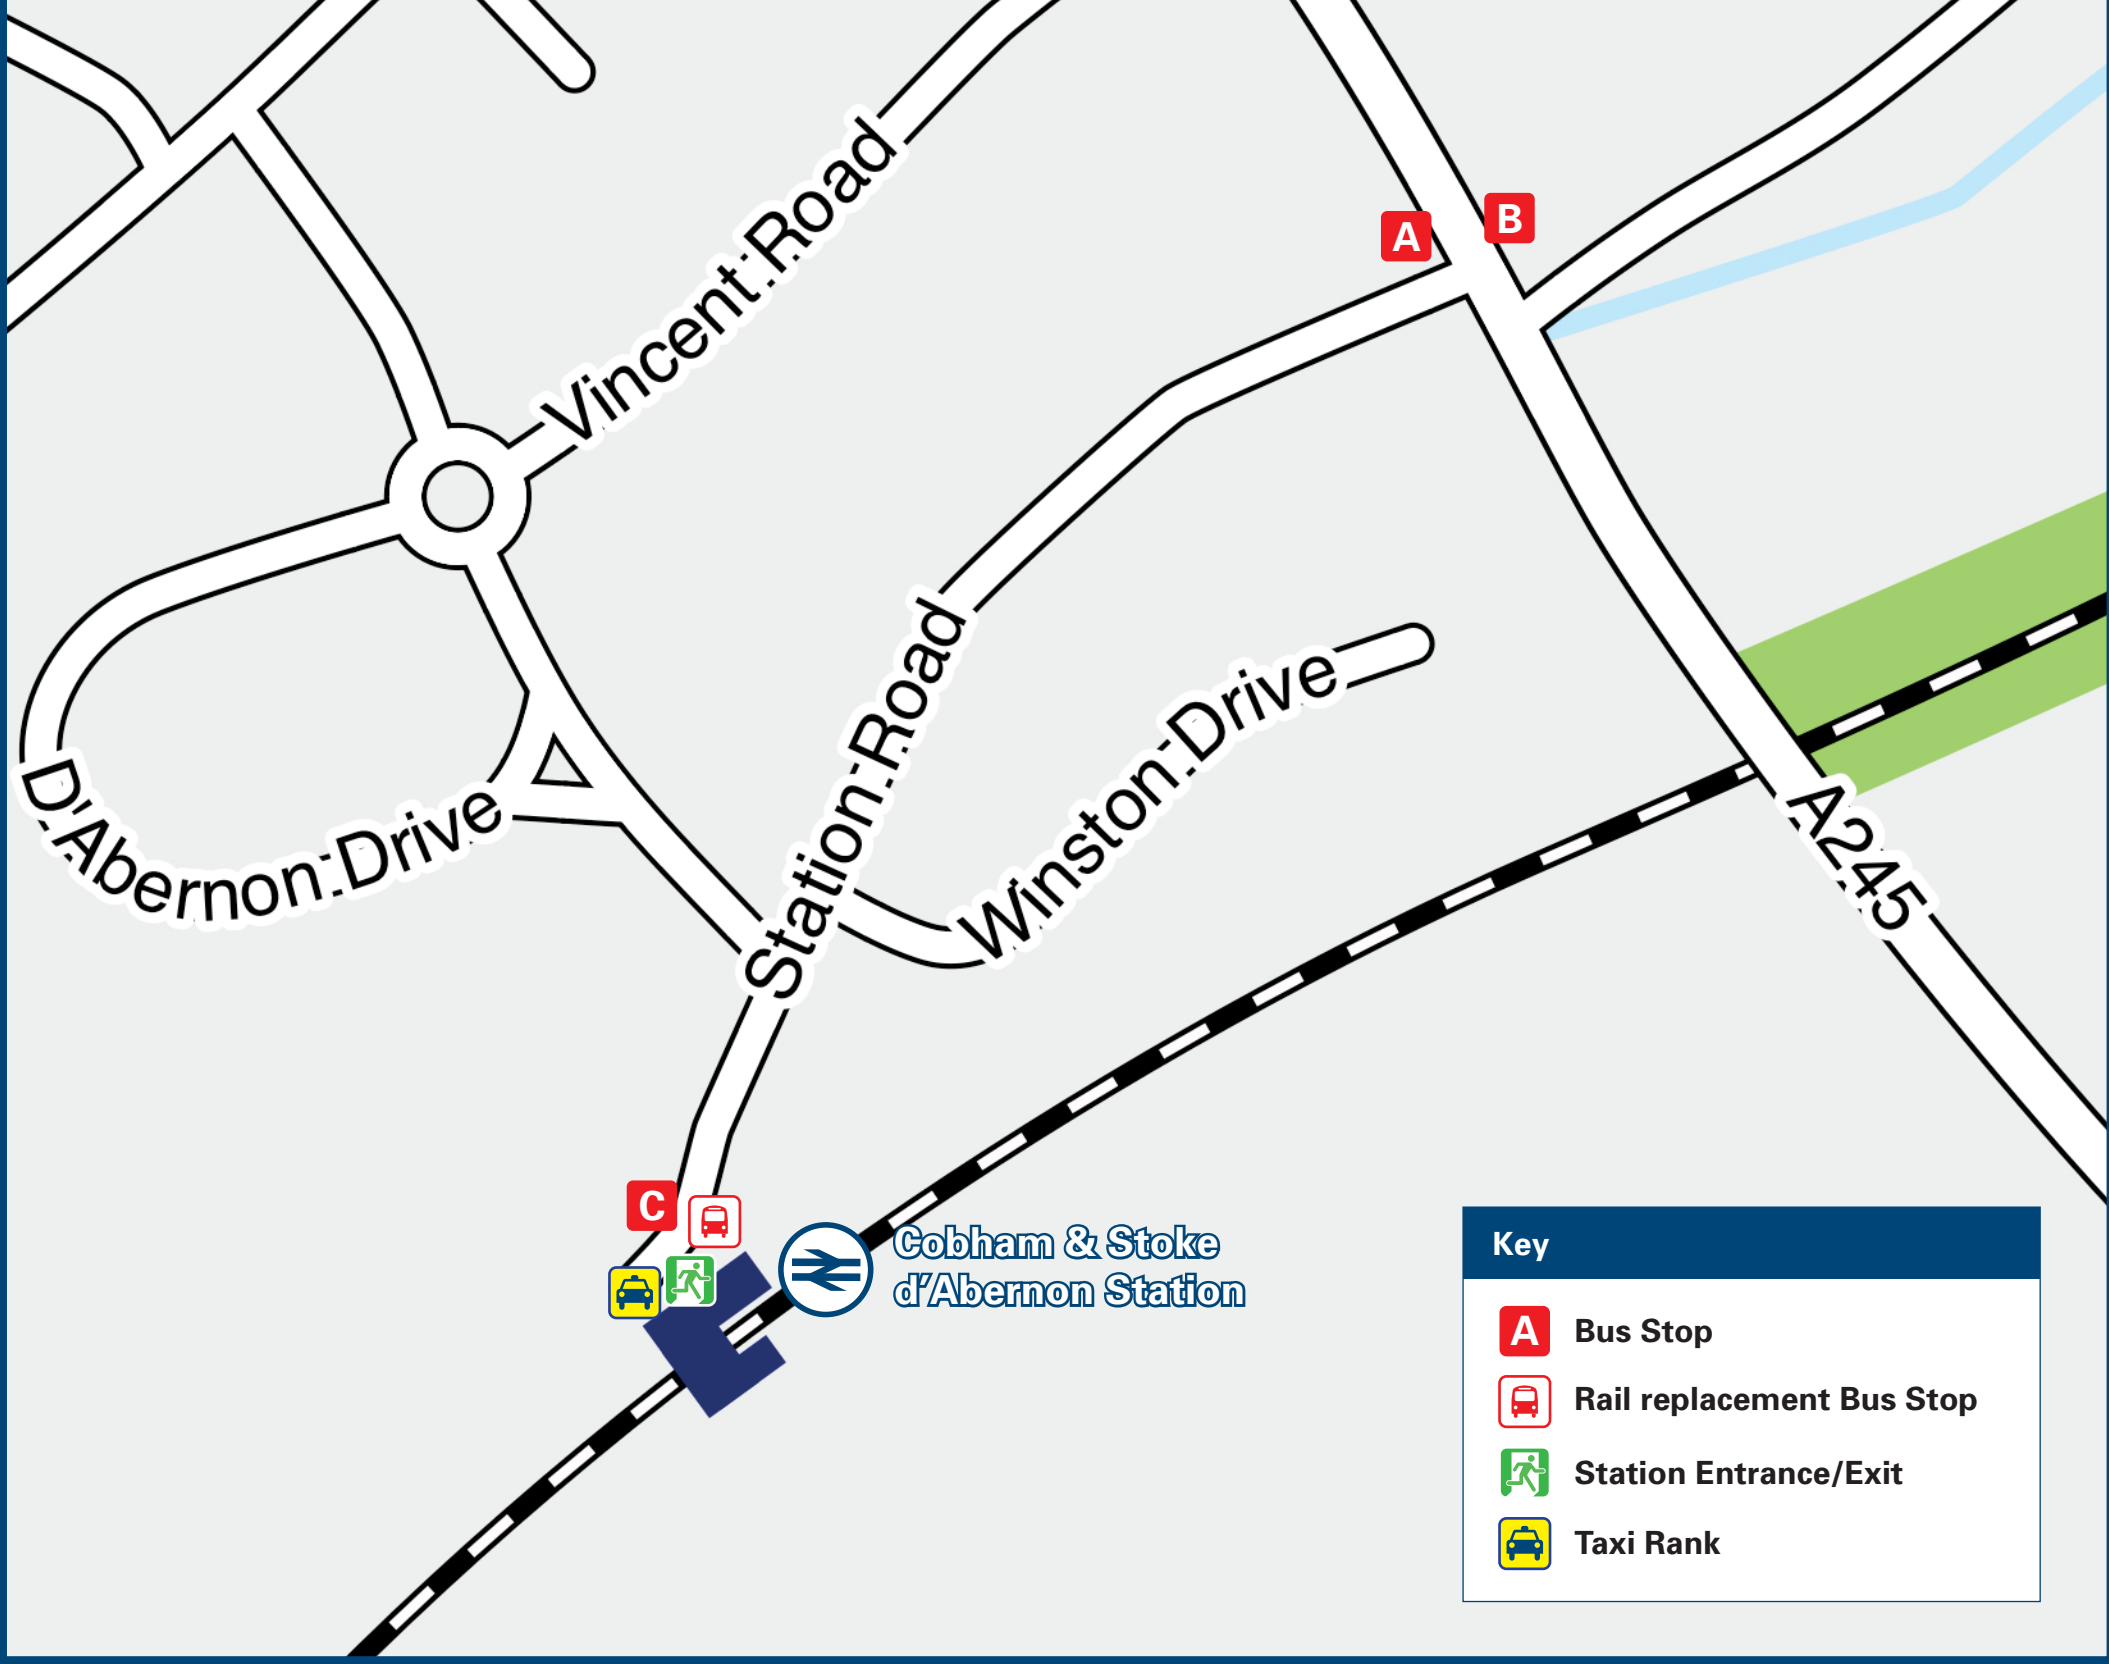 Vincent Road
A
B
Station Road
Winston Drive
D'Abernon Drive
A245
C
Cobham & Stoke
d’Abernon Station
Key
A Bus Stop
Rail replacement Bus Stop
Station Entrance/Exit
Taxi Rank